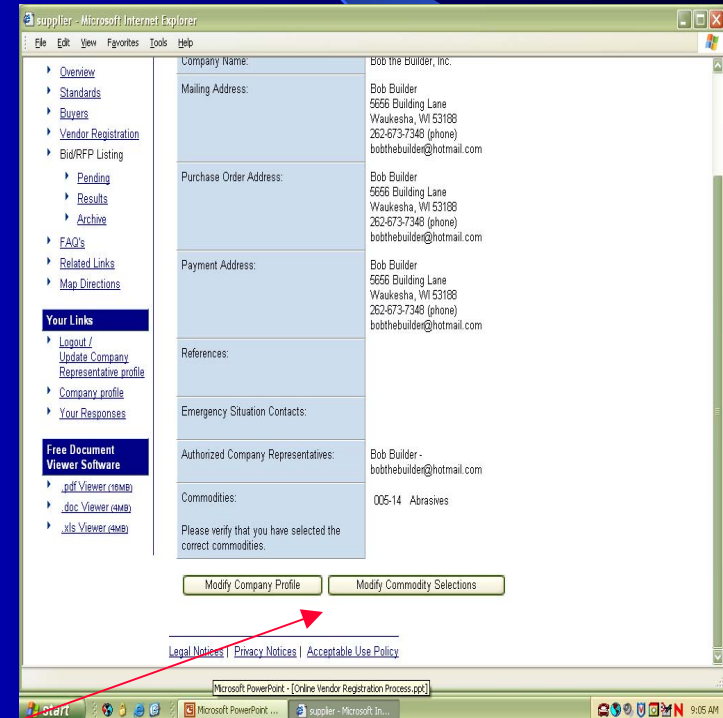 supplier - Microsoft Internet Explorer
File Edit View Favorites Tools Help
Overview
Standards
Buyers
Vendor Registration
Bid/RFP Listing
Pending
Results
Archive
FAQ's
Related Links
Map Directions
Your Links
Logout /
Update Company
Representative profile
Company profile
Your Responses
Free Document
Viewer Software
.pdf Viewer (16MB)
.doc Viewer (4MB)
.xls Viewer (4MB)
Company Name: Bob the Builder, Inc.
Mailing Address: Bob Builder
5656 Building Lane
Waukesha, WI 53188
262-673-7348 (phone)
bobthebuilder@hotmail.com
Purchase Order Address: Bob Builder
5656 Building Lane
Waukesha, WI 53188
262-673-7348 (phone)
bobthebuilder@hotmail.com
Payment Address: Bob Builder
5656 Building Lane
Waukesha, WI 53188
262-673-7348 (phone)
bobthebuilder@hotmail.com
References:
Emergency Situation Contacts:
Authorized Company Representatives: Bob Builder -
bobthebuilder@hotmail.com
Commodities: 005-14 Abrasives
Please verify that you have selected the
correct commodities.
Modify Company Profile Modify Commodity Selections
Legal Notices | Privacy Notices | Acceptable Use Policy
Microsoft PowerPoint - [Online Vendor Registration Process.ppt]
start Microsoft PowerPoint ... supplier - Microsoft In... 9:05 AM